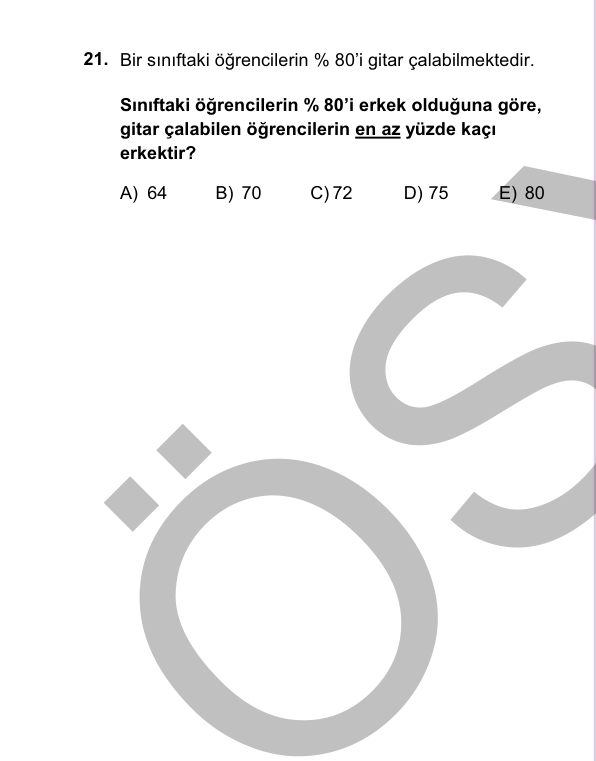 21. Bir sınıftaki öğrencilerin % 80’i gitar çalabilmektedir.
Sınıftaki öğrencilerin % 80’i erkek olduğuna göre,
gitar çalabilen öğrencilerin en az yüzde kaçı
erkektir?
A) 64 B) 70 C) 72 D) 75 E) 80
ÖS